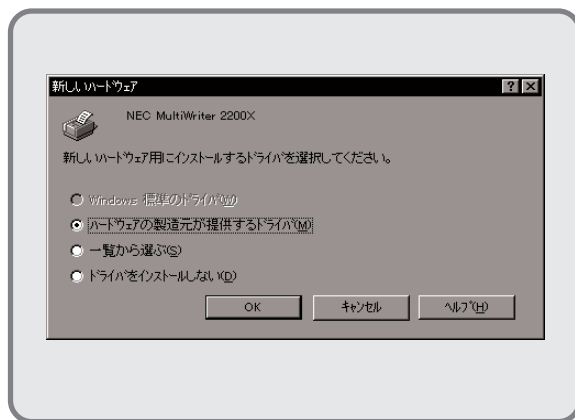 新しいハードウェア
NEC MultiWriter 2200X
新しいハードウェア用にインストールするドライバを選択してください。
Windows 標準のドライバ(W)
ハードウェアの製造元が提供するドライバ(M)
一覧から選ぶ(S)
ドライバをインストールしない(D)
OK キャンセル ヘルプ(H)